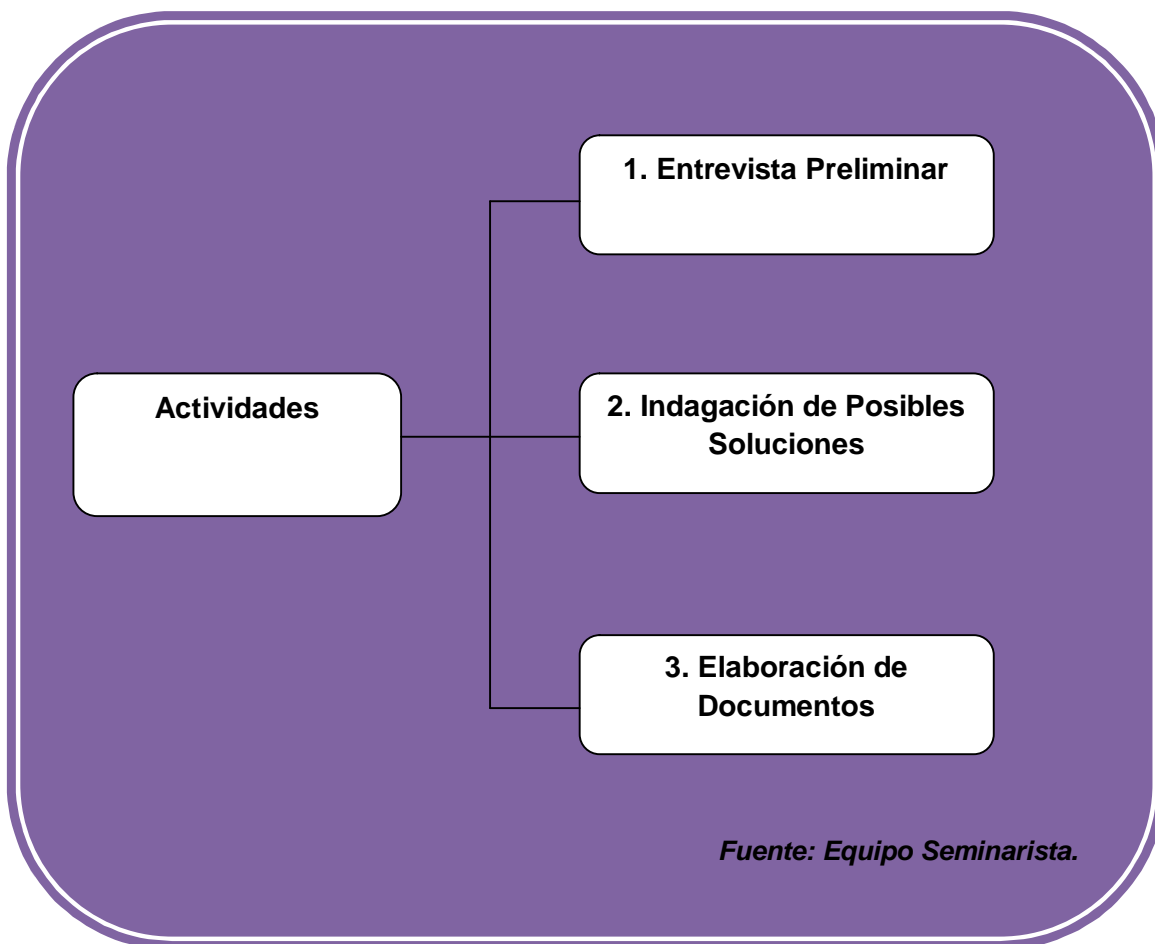 1. Entrevista Preliminar
Actividades
2. Indagación de Posibles
Soluciones
3. Elaboración de
Documentos
Fuente: Equipo Seminarista.